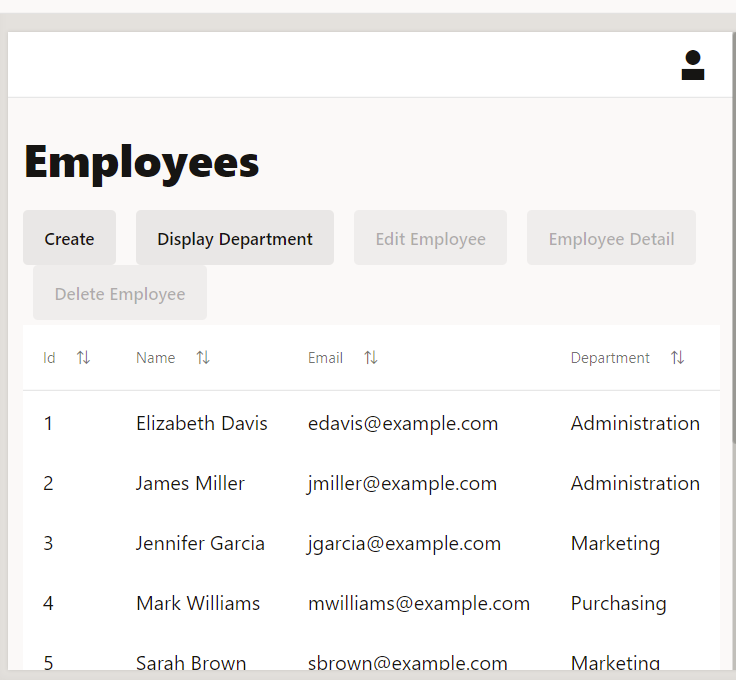 Employees
Create Display Department Edit Employee Employee Detail
Delete Employee
Id Name Email Department
1 Elizabeth Davis edavis@example.com Administration
2 James Miller jmiller@example.com Administration
3 Jennifer Garcia jgarcia@example.com Marketing
4 Mark Williams mwilliams@example.com Purchasing
5 Sarah Brown sbrown@example.com Marketing